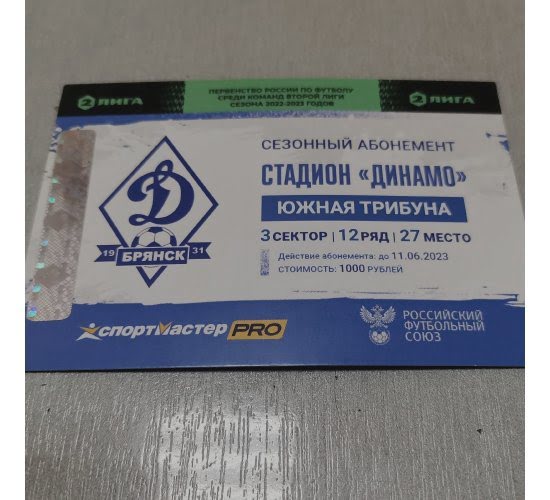 2 ЛИГА
ПЕРВЕНСТВО РОССИИ ПО ФУТБОЛУ
СРЕДИ КОМАНД ВТОРОЙ ЛИГИ
СЕЗОНА 2022-2023 ГОДОВ
2 ЛИГА
Д
19 БРЯНСК 31
СЕЗОННЫЙ АБОНЕМЕНТ
СТАДИОН «ДИНАМО»
ЮЖНАЯ ТРИБУНА
3 СЕКТОР | 12 РЯД | 27 МЕСТО
Действие абонемента: до 11.06.2023
СТОИМОСТЬ: 1000 РУБЛЕЙ
СПОРТМАСТЕР PRO
РОССИЙСКИЙ
ФУТБОЛЬНЫЙ
СОЮЗ